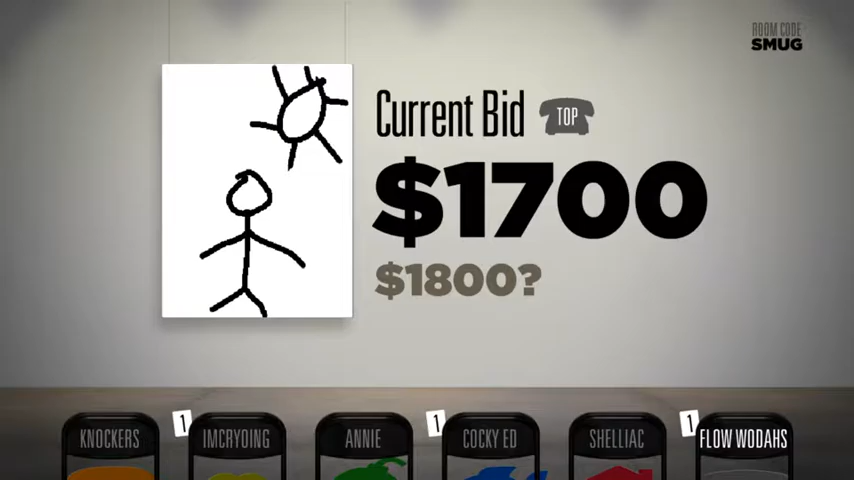 ROOM CODE
SMUG
Current Bid TOP
$1700
$1800?
KNOCKERS 1 IMCRYOING ANNIE 1 COCKY ED SHELLIAC 1 FLOW WODAHS